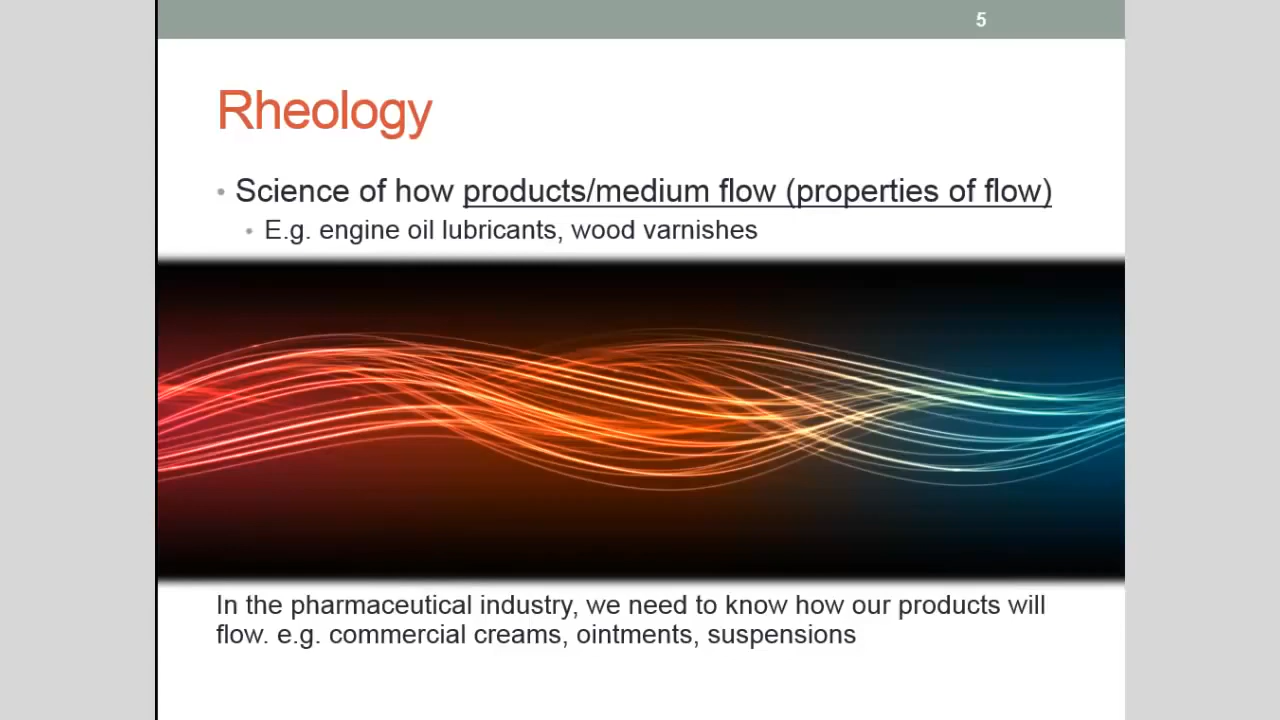 5
Rheology
• Science of how products/medium flow (properties of flow)
• E.g. engine oil lubricants, wood varnishes
In the pharmaceutical industry, we need to know how our products will
flow. e.g. commercial creams, ointments, suspensions